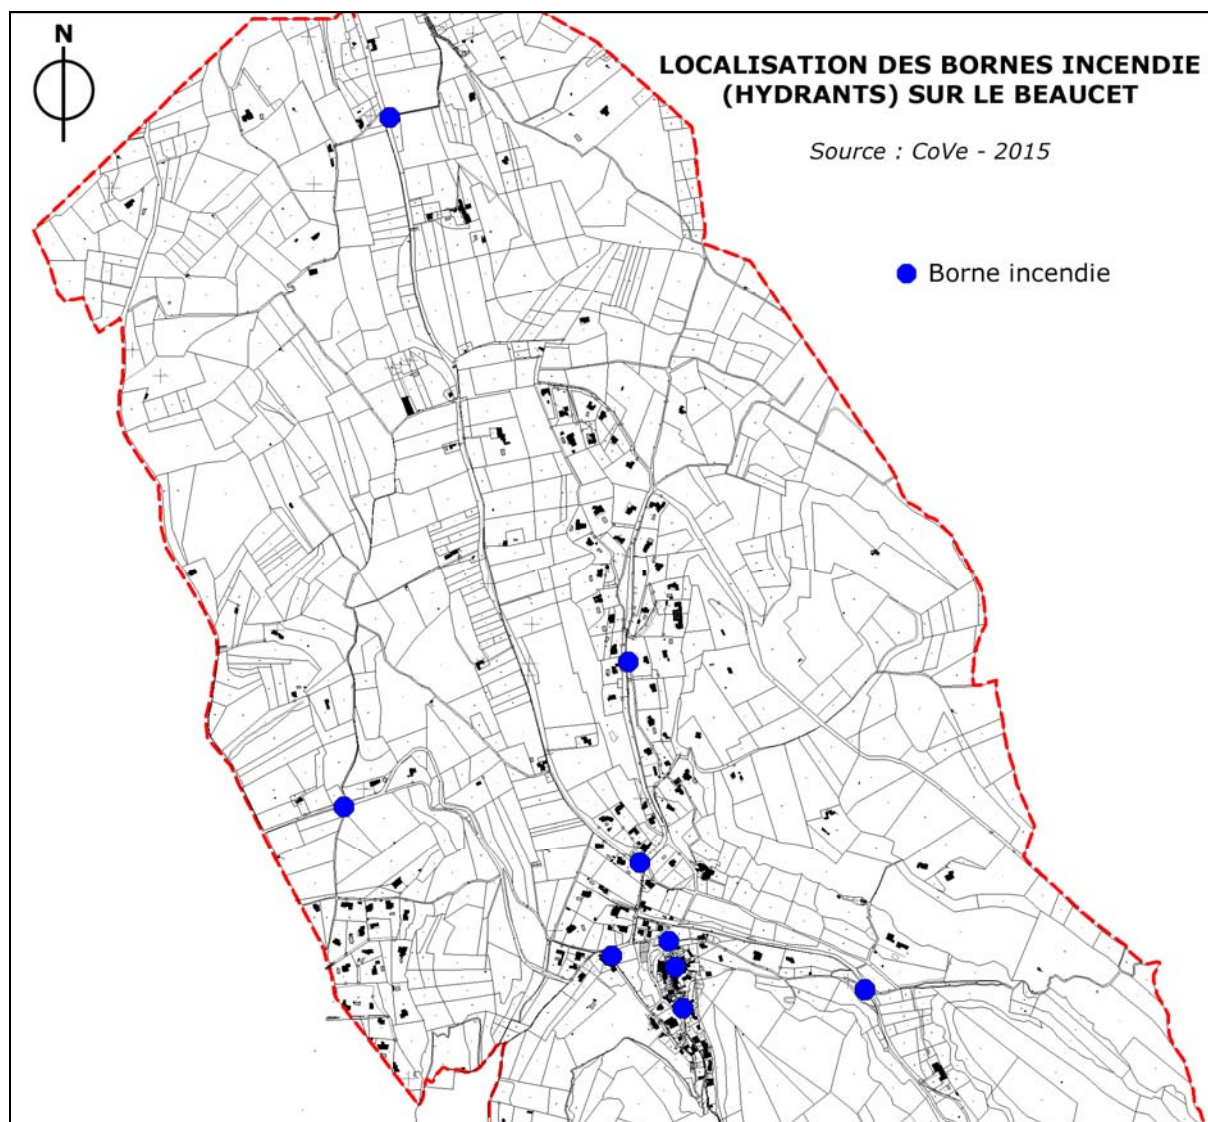 N
LOCALISATION DES BORNES INCENDIE
(HYDRANTS) SUR LE BEAUCET
Source : CoVe - 2015
Borne incendie